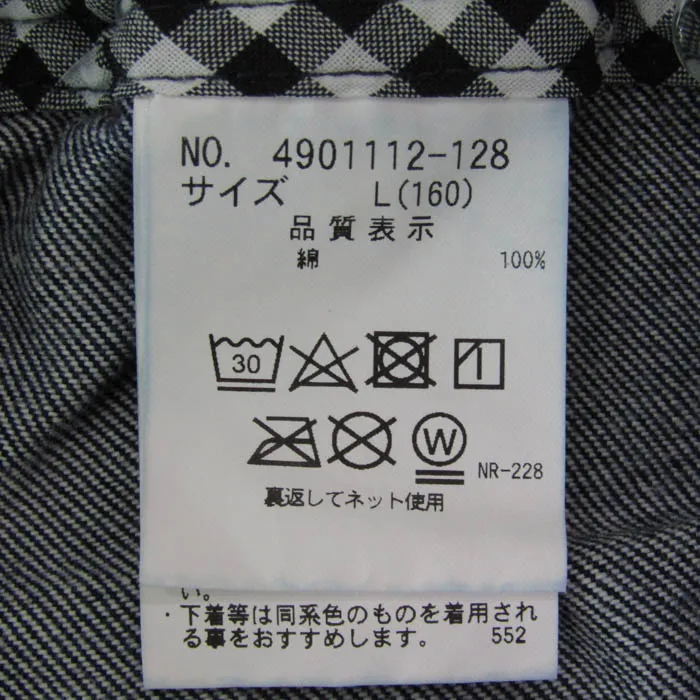 NO. 4901112-128
サイズ L(160)
品質表示
綿 100%
30
W
NR-228
裏返してネット使用
い。
・下着等は同系色のものを着用され
る事をおすすめします。 552